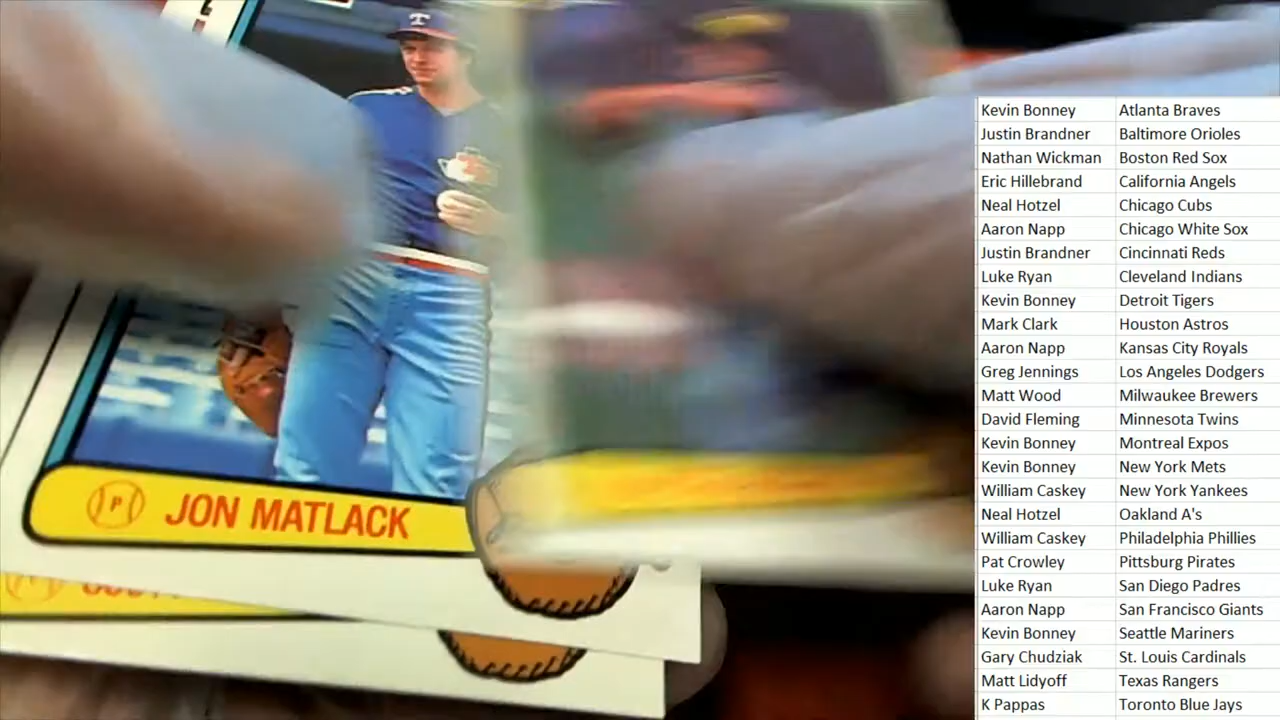 T
P JON MATLACK
Kevin Bonney Atlanta Braves
Justin Brandner Baltimore Orioles
Nathan Wickman Boston Red Sox
Eric Hillebrand California Angels
Neal Hotzel Chicago Cubs
Aaron Napp Chicago White Sox
Justin Brandner Cincinnati Reds
Luke Ryan Cleveland Indians
Kevin Bonney Detroit Tigers
Mark Clark Houston Astros
Aaron Napp Kansas City Royals
Greg Jennings Los Angeles Dodgers
Matt Wood Milwaukee Brewers
David Fleming Minnesota Twins
Kevin Bonney Montreal Expos
Kevin Bonney New York Mets
William Caskey New York Yankees
Neal Hotzel Oakland A's
William Caskey Philadelphia Phillies
Pat Crowley Pittsburg Pirates
Luke Ryan San Diego Padres
Aaron Napp San Francisco Giants
Kevin Bonney Seattle Mariners
Gary Chudziak St. Louis Cardinals
Matt Lidyoff Texas Rangers
K Pappas Toronto Blue Jays